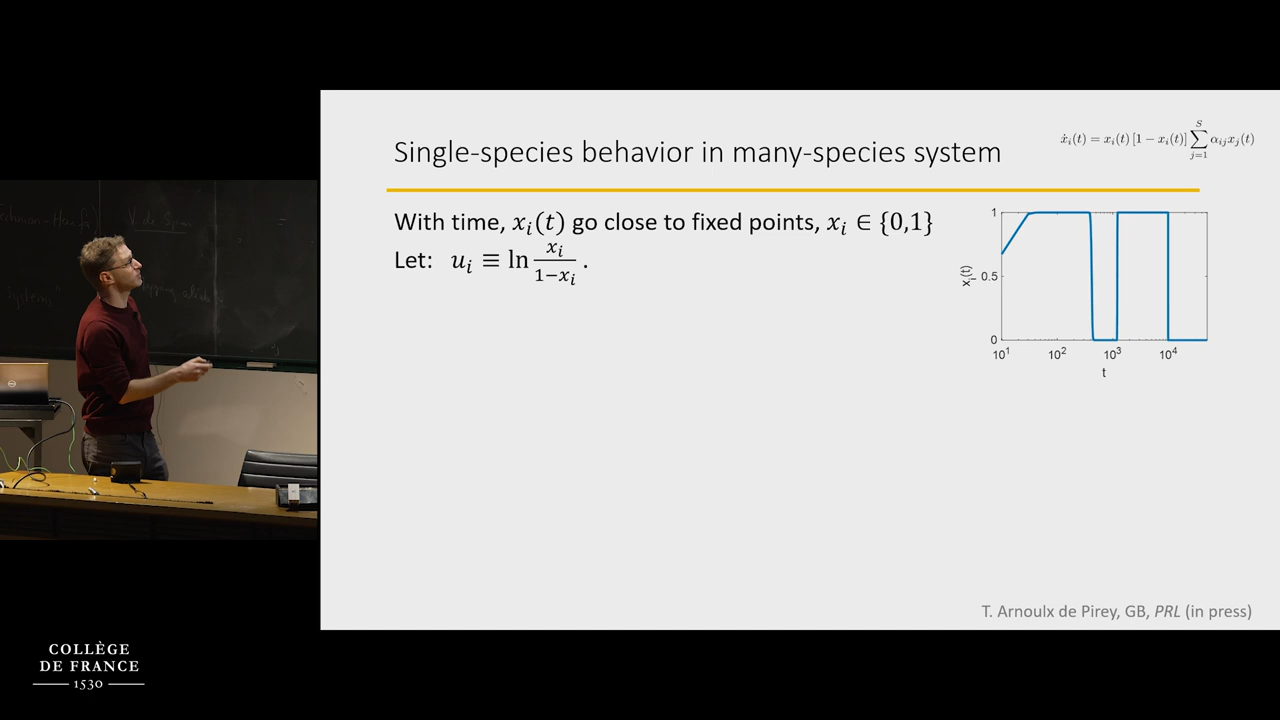 Single-species behavior in many-species system
ẋᵢ(t) = xᵢ(t) [1 − xᵢ(t)] ∑ⱼ₌₁ˢ αᵢⱼxⱼ(t)
With time, xᵢ(t) go close to fixed points, xᵢ ∈ {0,1}
Let: uᵢ ≡ ln xᵢ/(1−xᵢ) .
1
0.5
0
xᵢ(t)
10¹ 10² 10³ 10⁴
t
T. Arnoulx de Pirey, GB, PRL (in press)
COLLÈGE
DE FRANCE
1530